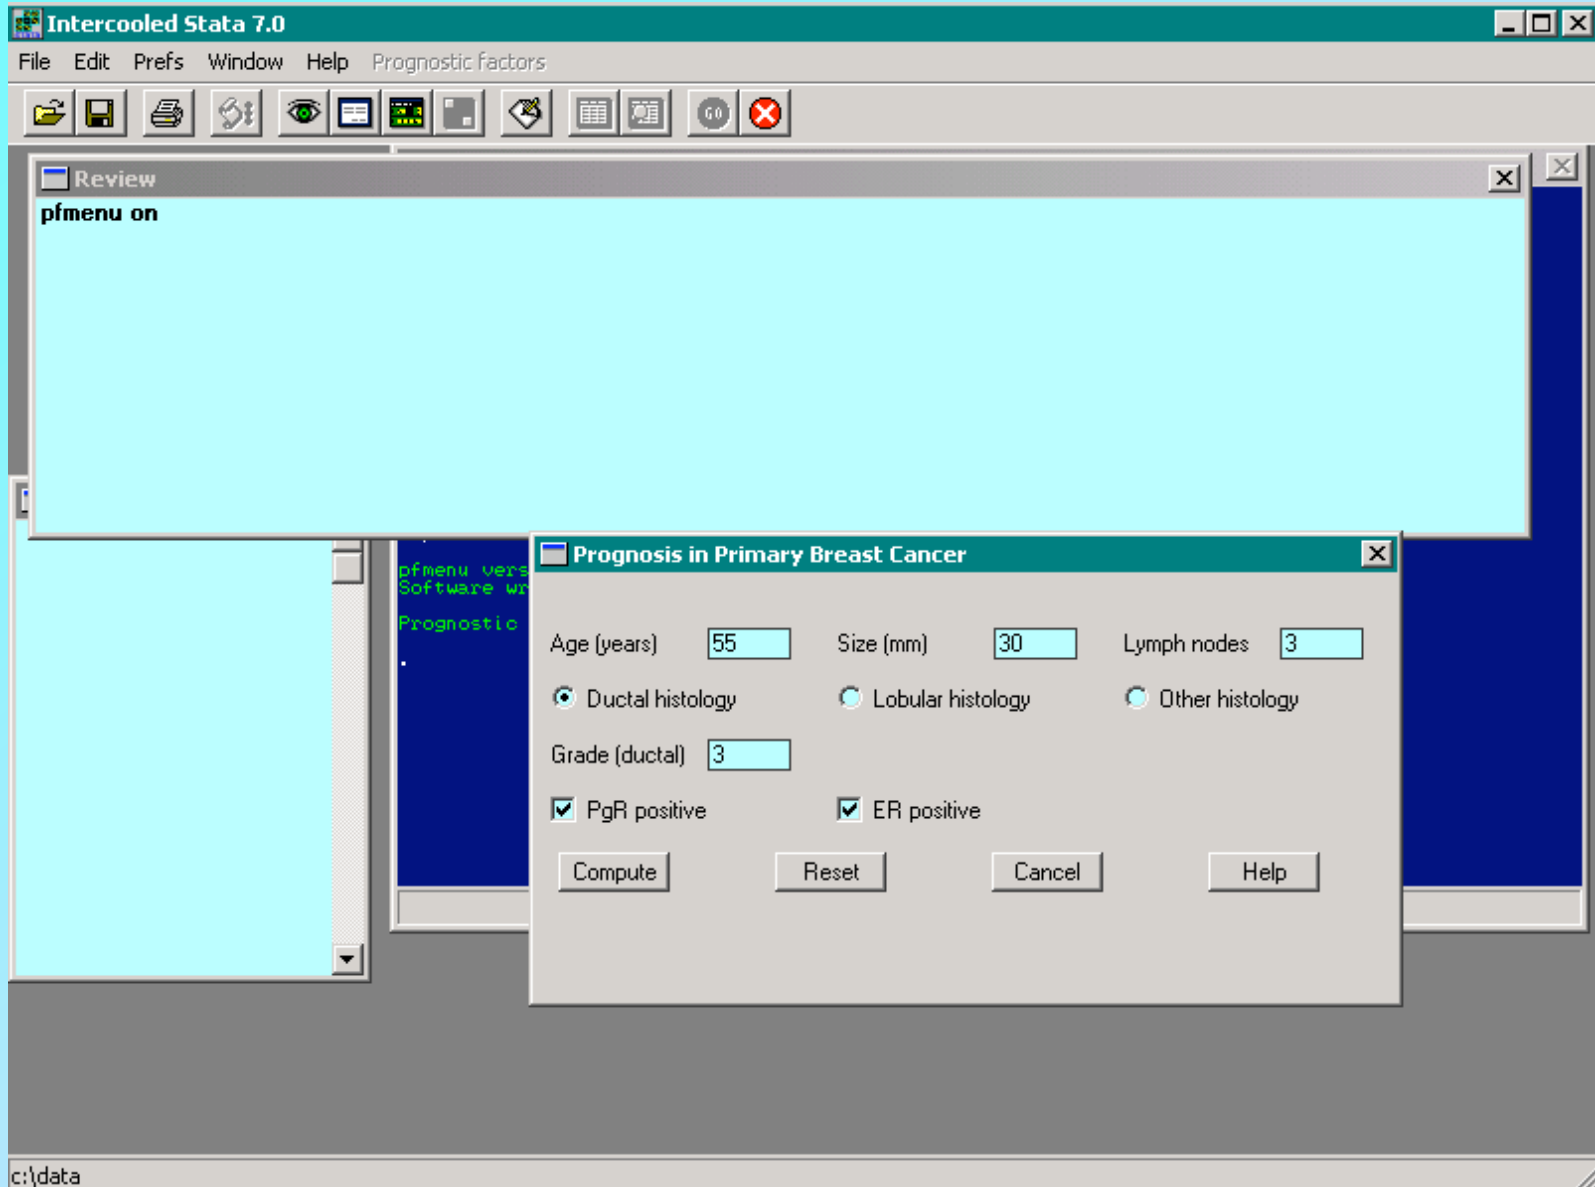 Intercooled Stata 7.0
File Edit Prefs Window Help Prognostic factors
GO
Review
pfmenu on
pfmenu vers
Software wr
Prognostic
.
Prognosis in Primary Breast Cancer
Age (years) 55 Size (mm) 30 Lymph nodes 3
Ductal histology Lobular histology Other histology
Grade (ductal) 3
PgR positive ER positive
Compute Reset Cancel Help
c:\data